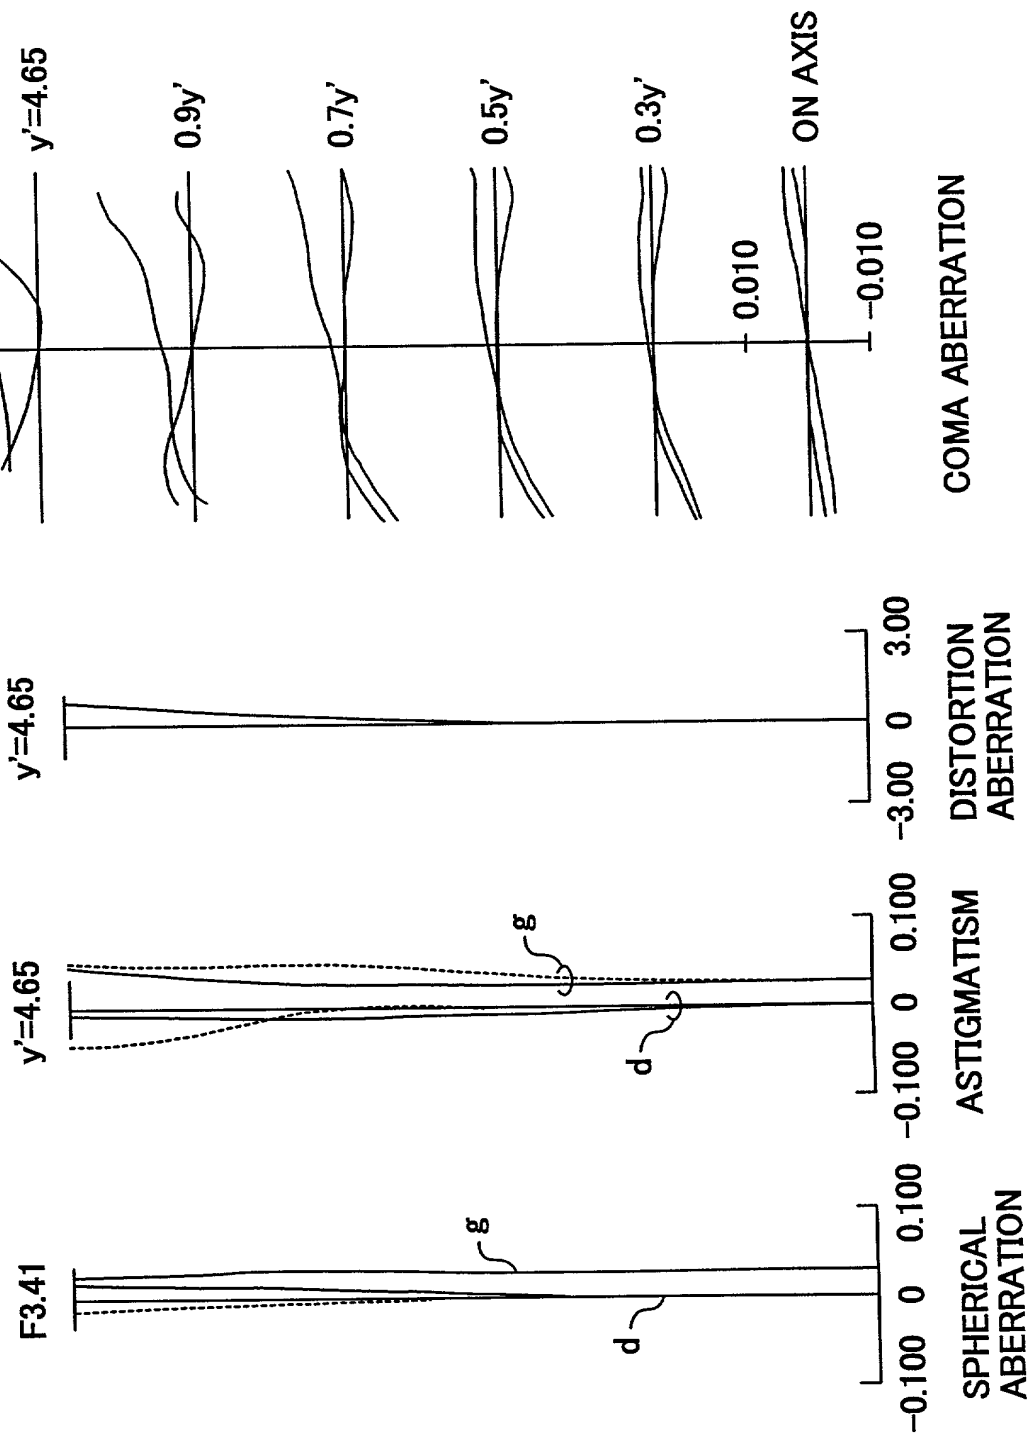 F3.41
g
d
-0.100 0 0.100
SPHERICAL
ABERRATION
y'=4.65
g
d
-0.100 0 0.100
ASTIGMATISM
y'=4.65
-3.00 0 3.00
DISTORTION
ABERRATION
y'=4.65
0.9y'
0.7y'
0.5y'
0.3y'
0.010
ON AXIS
-0.010
COMA ABERRATION